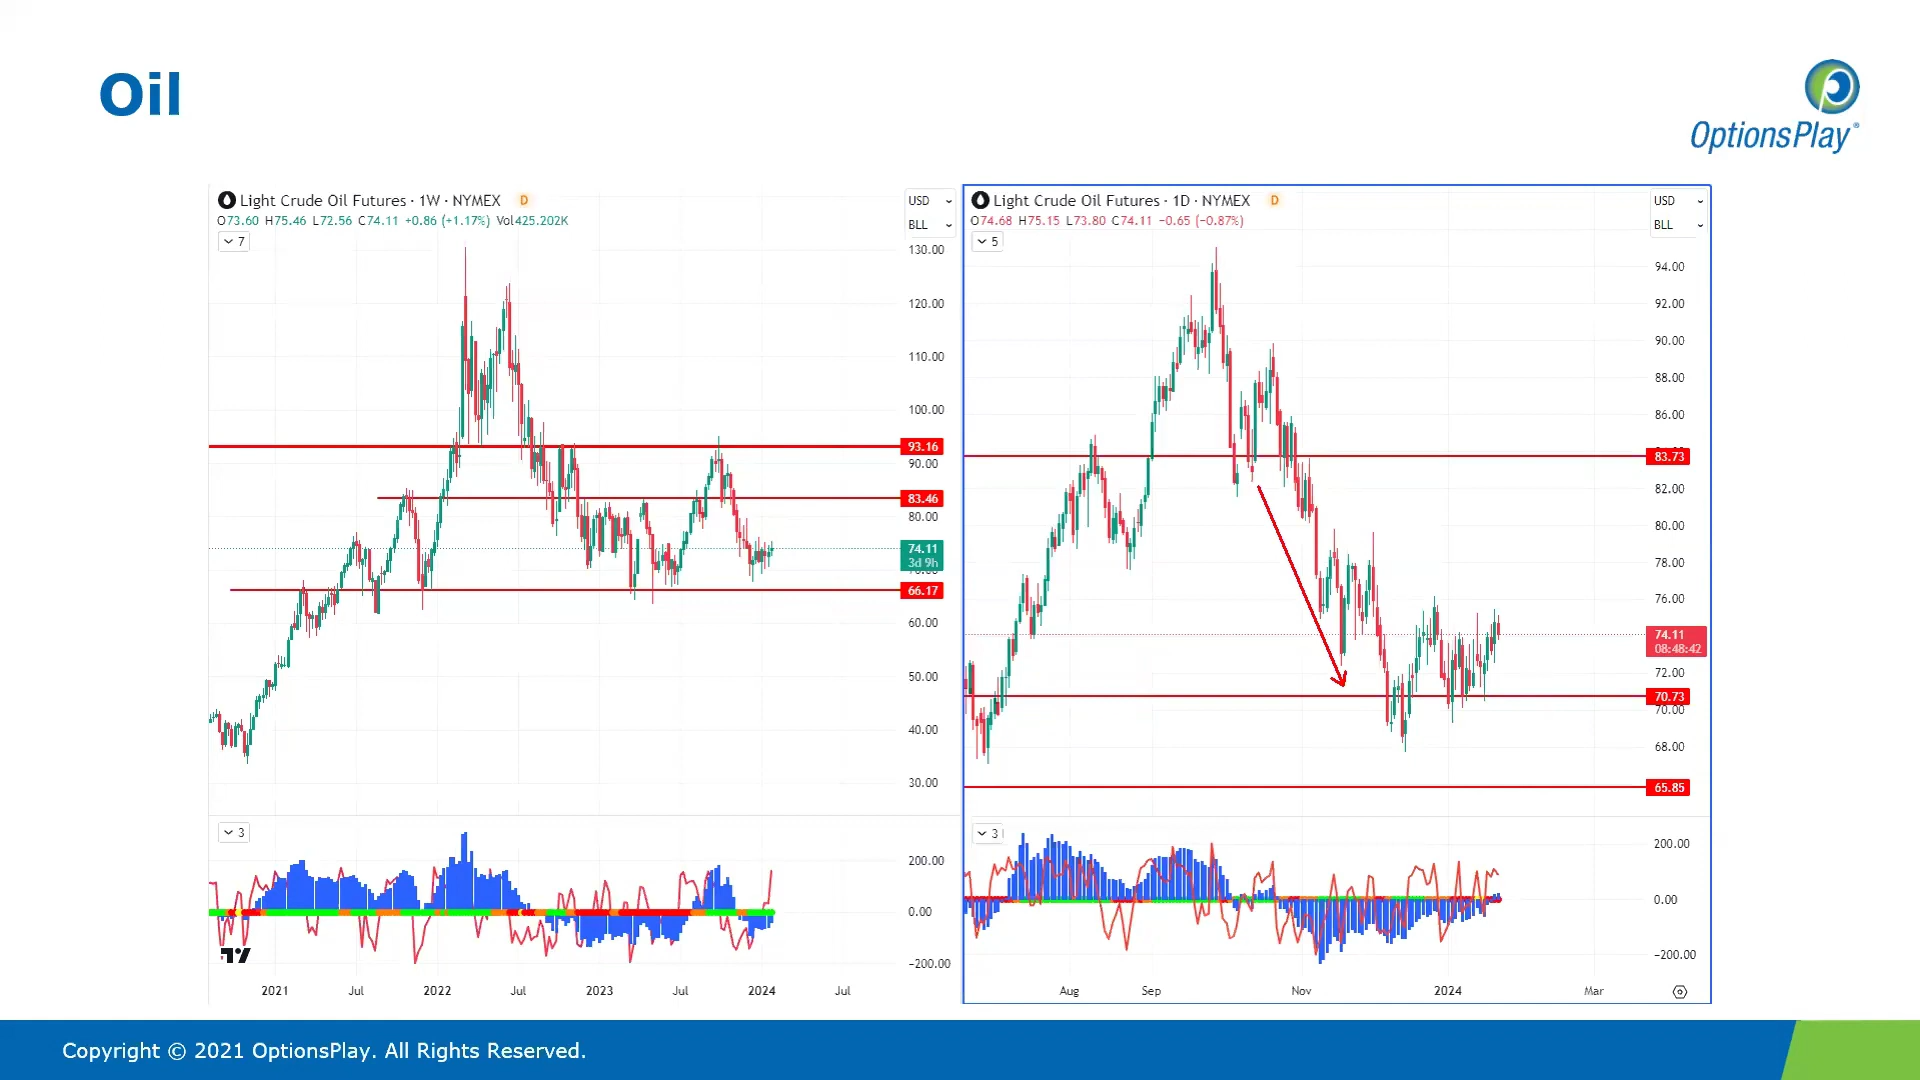 Oil
OptionsPlay®
Light Crude Oil Futures · 1W · NYMEX D
O73.60 H75.46 L72.56 C74.11 +0.86 (+1.17%) Vol425.202K
7
USD
BLL
130.00
120.00
110.00
100.00
93.16
90.00
83.46
80.00
74.11
3d 9h
66.17
60.00
50.00
40.00
30.00
3
200.00
0.00
−200.00
2021 Jul 2022 Jul 2023 Jul 2024 Jul
Light Crude Oil Futures · 1D · NYMEX D
O74.68 H75.15 L73.80 C74.11 −0.65 (−0.87%)
5
USD
BLL
94.00
92.00
90.00
88.00
86.00
83.73
82.00
80.00
78.00
76.00
74.11
08:48:42
72.00
70.73
70.00
68.00
65.85
3
200.00
0.00
−200.00
Aug Sep Nov 2024 Mar
Copyright © 2021 OptionsPlay. All Rights Reserved.